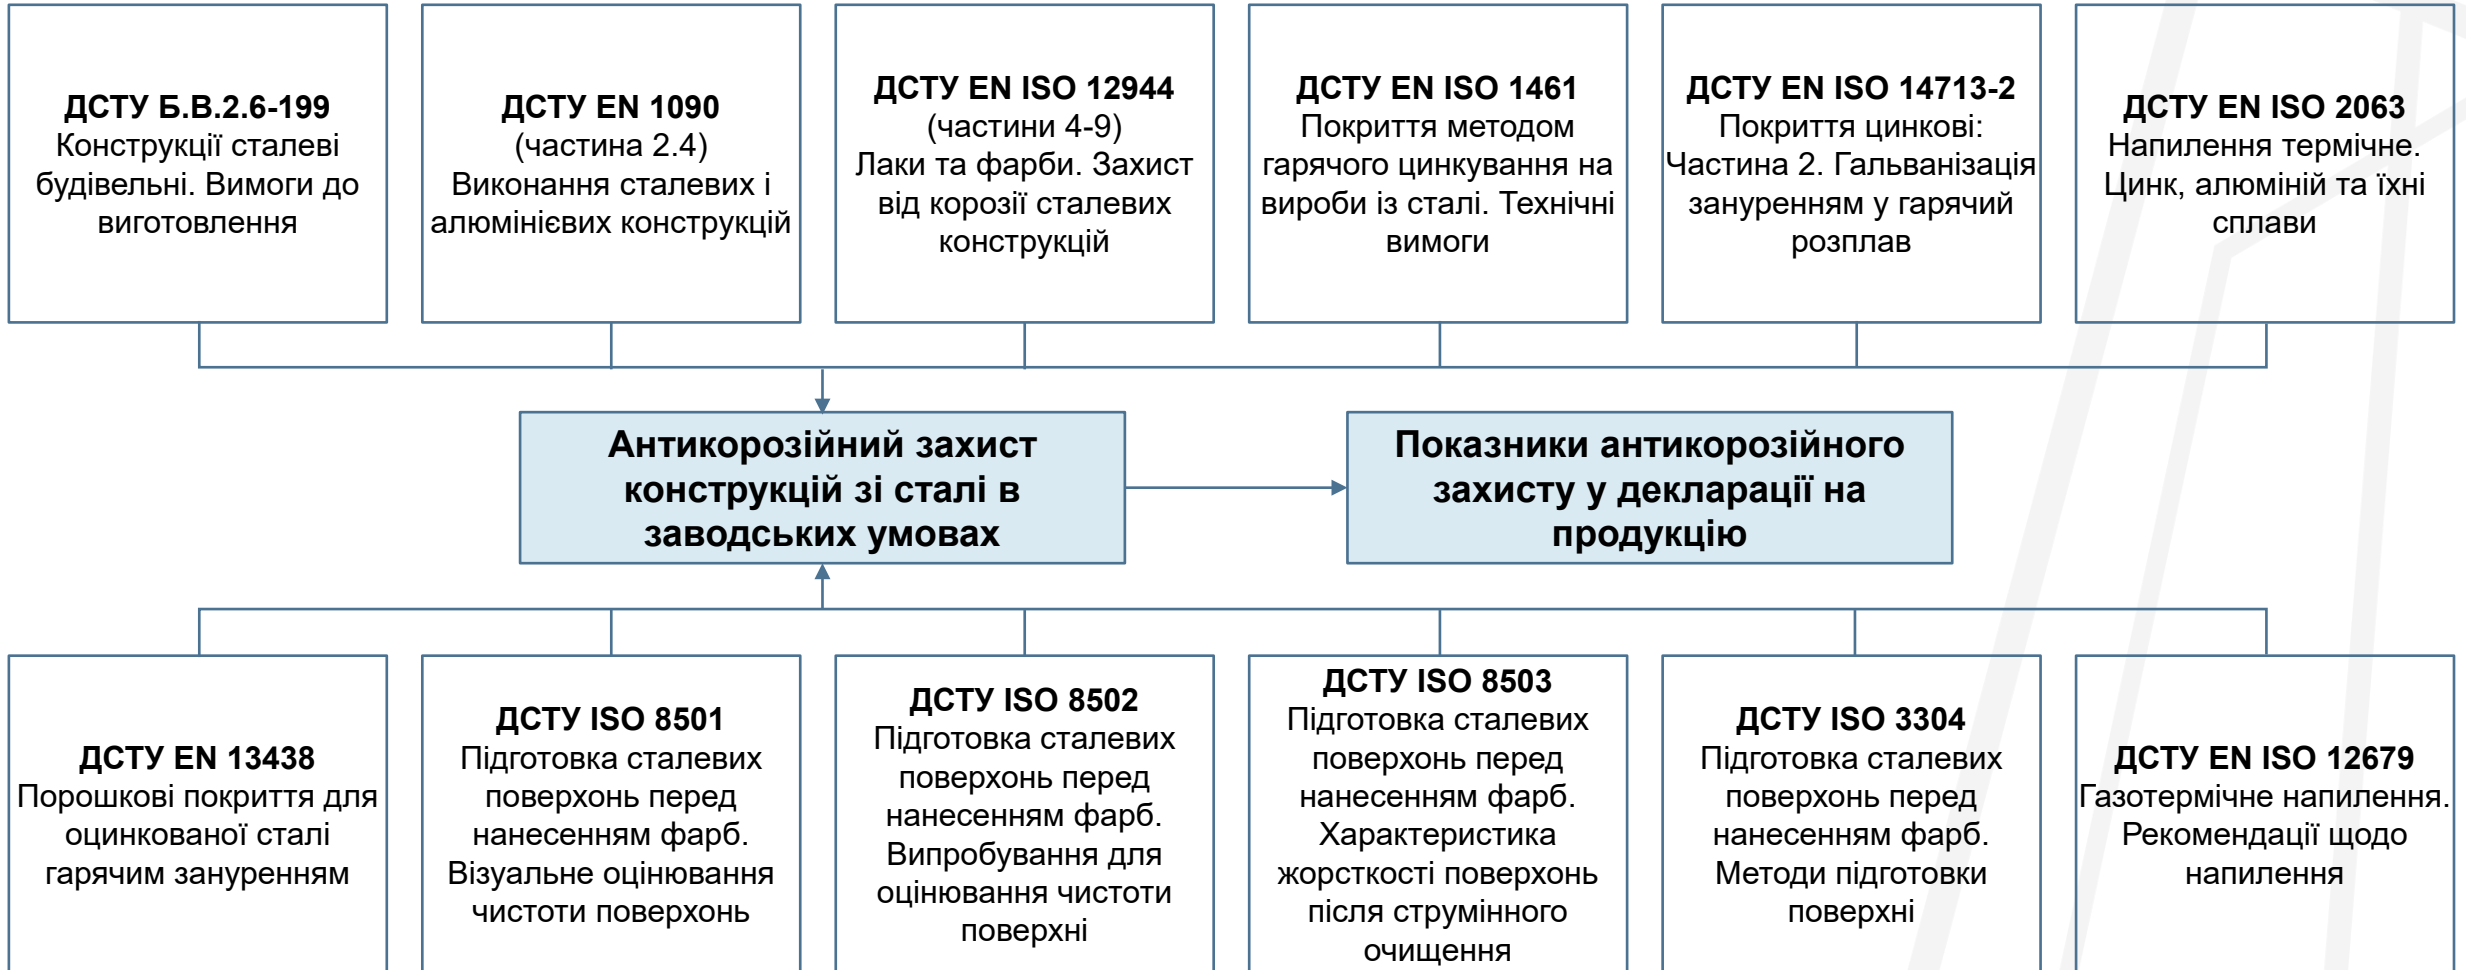 ДСТУ Б.В.2.6-199
Конструкції сталеві
будівельні. Вимоги до
виготовлення
ДСТУ EN 1090
(частина 2.4)
Виконання сталевих і
алюмінієвих конструкцій
ДСТУ EN ISO 12944
(частини 4-9)
Лаки та фарби. Захист
від корозії сталевих
конструкцій
ДСТУ EN ISO 1461
Покриття методом
гарячого цинкування на
вироби із сталі. Технічні
вимоги
ДСТУ EN ISO 14713-2
Покриття цинкові:
Частина 2. Гальванізація
зануренням у гарячий
розплав
ДСТУ EN ISO 2063
Напилення термічне.
Цинк, алюміній та їхні
сплави
Антикорозійний захист
конструкцій зі сталі в
заводських умовах
Показники антикорозійного
захисту у декларації на
продукцію
ДСТУ EN 13438
Порошкові покриття для
оцинкованої сталі
гарячим зануренням
ДСТУ ISO 8501
Підготовка сталевих
поверхонь перед
нанесенням фарб.
Візуальне оцінювання
чистоти поверхонь
ДСТУ ISO 8502
Підготовка сталевих
поверхонь перед
нанесенням фарб.
Випробування для
оцінювання чистоти
поверхні
ДСТУ ISO 8503
Підготовка сталевих
поверхонь перед
нанесенням фарб.
Характеристика
жорсткості поверхонь
після струмінного
очищення
ДСТУ ISO 3304
Підготовка сталевих
поверхонь перед
нанесенням фарб.
Методи підготовки
поверхні
ДСТУ EN ISO 12679
Газотермічне напилення.
Рекомендації щодо
напилення